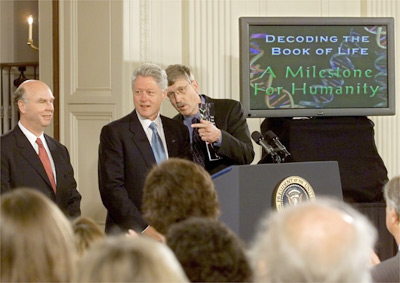 DECODING THE
BOOK OF LIFE
A Milestone
For Humanity